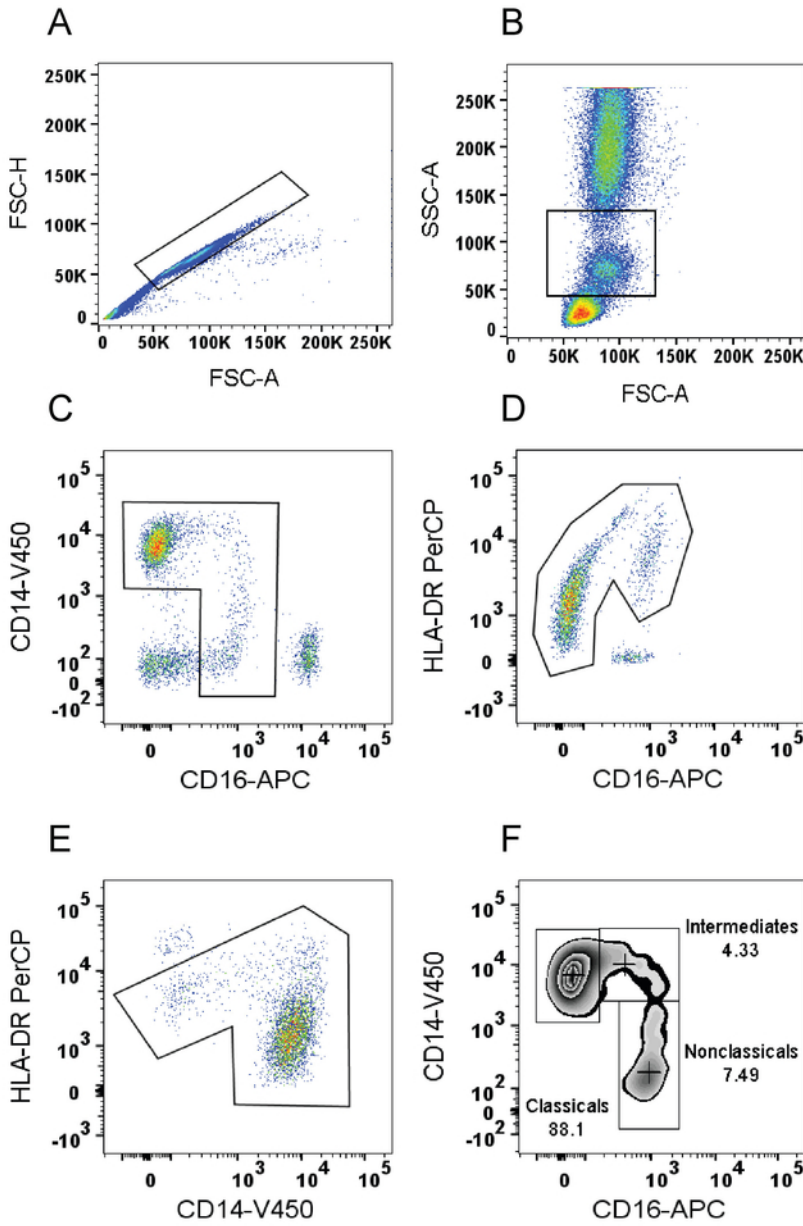 A
FSC-H
250K
200K
150K
100K
50K
0
0 50K 100K 150K 200K 250K
FSC-A
B
SSC-A
250K
200K
150K
100K
50K
0
0 50K 100K 150K 200K 250K
FSC-A
C
CD14-V450
10^5
10^4
10^3
10^2
0
-10^2
0 10^3 10^4 10^5
CD16-APC
D
HLA-DR PerCP
10^5
10^4
10^3
0
-10^3
0 10^3 10^4 10^5
CD16-APC
E
HLA-DR PerCP
10^5
10^4
10^3
0
-10^3
0 10^3 10^4 10^5
CD14-V450
F
CD14-V450
10^5
10^4
10^3
10^2
0
-10^2
Intermediates
4.33
Nonclassicals
7.49
Classicals
88.1
0 10^3 10^4 10^5
CD16-APC